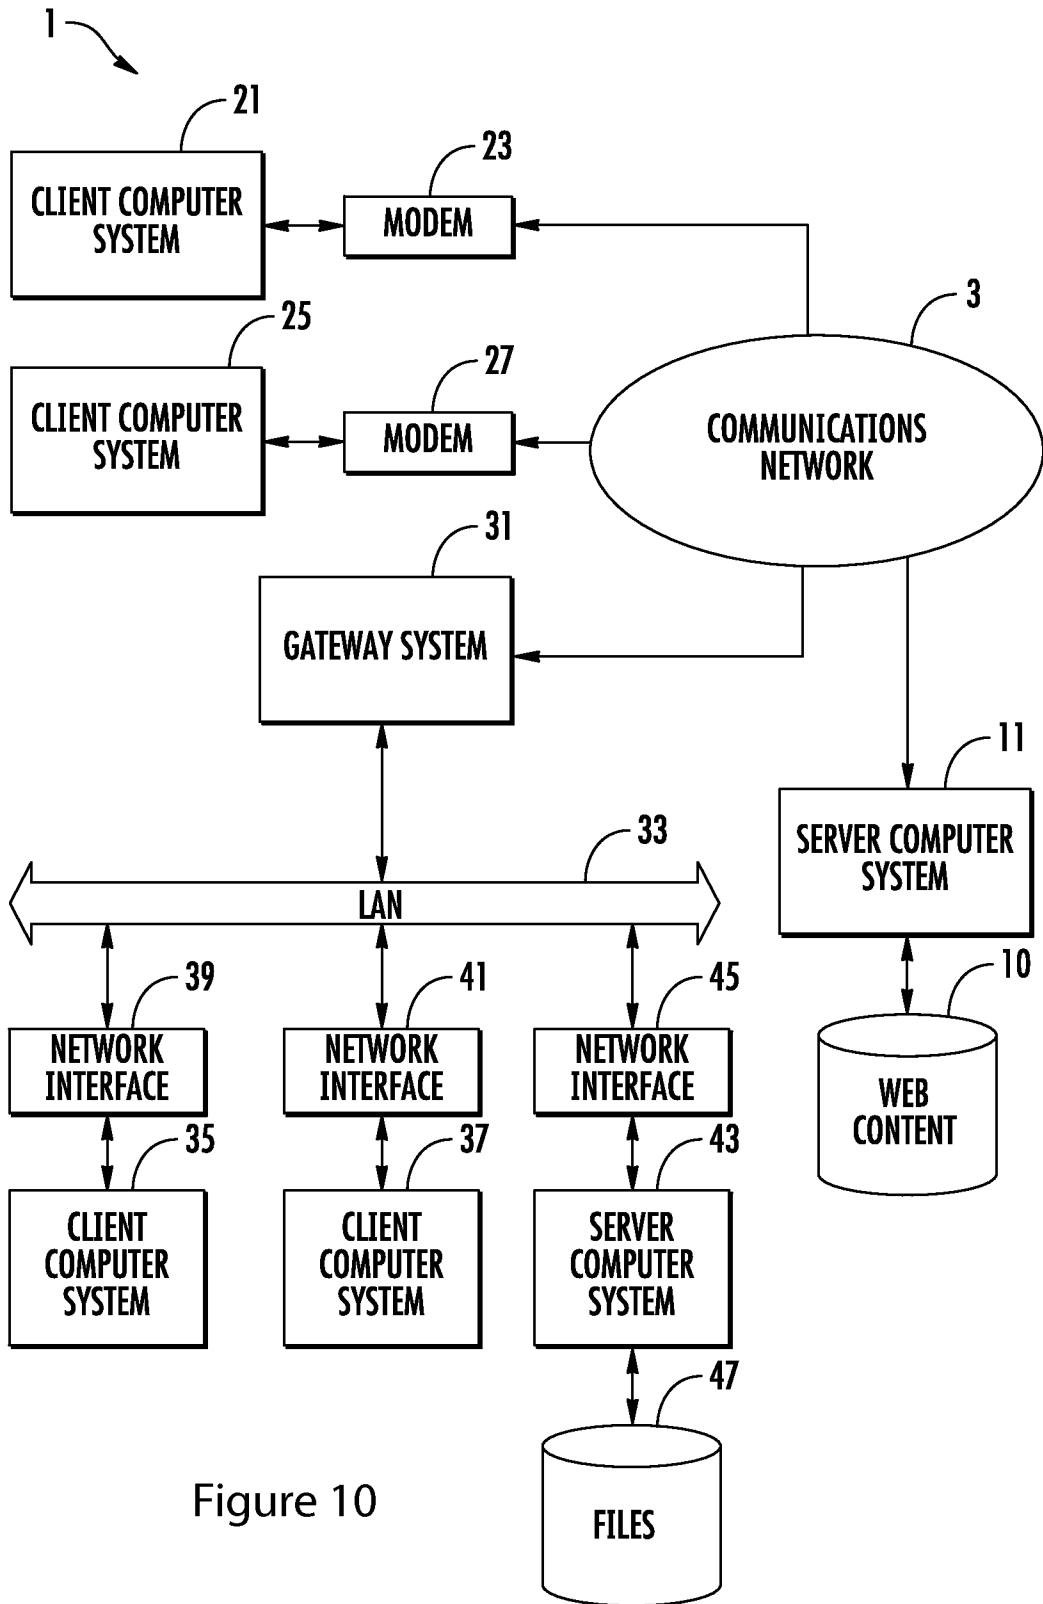 1
21
23
CLIENT COMPUTER
SYSTEM
MODEM
3
25
27
CLIENT COMPUTER
SYSTEM
MODEM
COMMUNICATIONS
NETWORK
31
GATEWAY SYSTEM
11
SERVER COMPUTER
SYSTEM
33
LAN
10
WEB
CONTENT
39
41
45
NETWORK
INTERFACE
NETWORK
INTERFACE
NETWORK
INTERFACE
35
37
43
CLIENT
COMPUTER
SYSTEM
CLIENT
COMPUTER
SYSTEM
SERVER
COMPUTER
SYSTEM
47
FILES
Figure 10